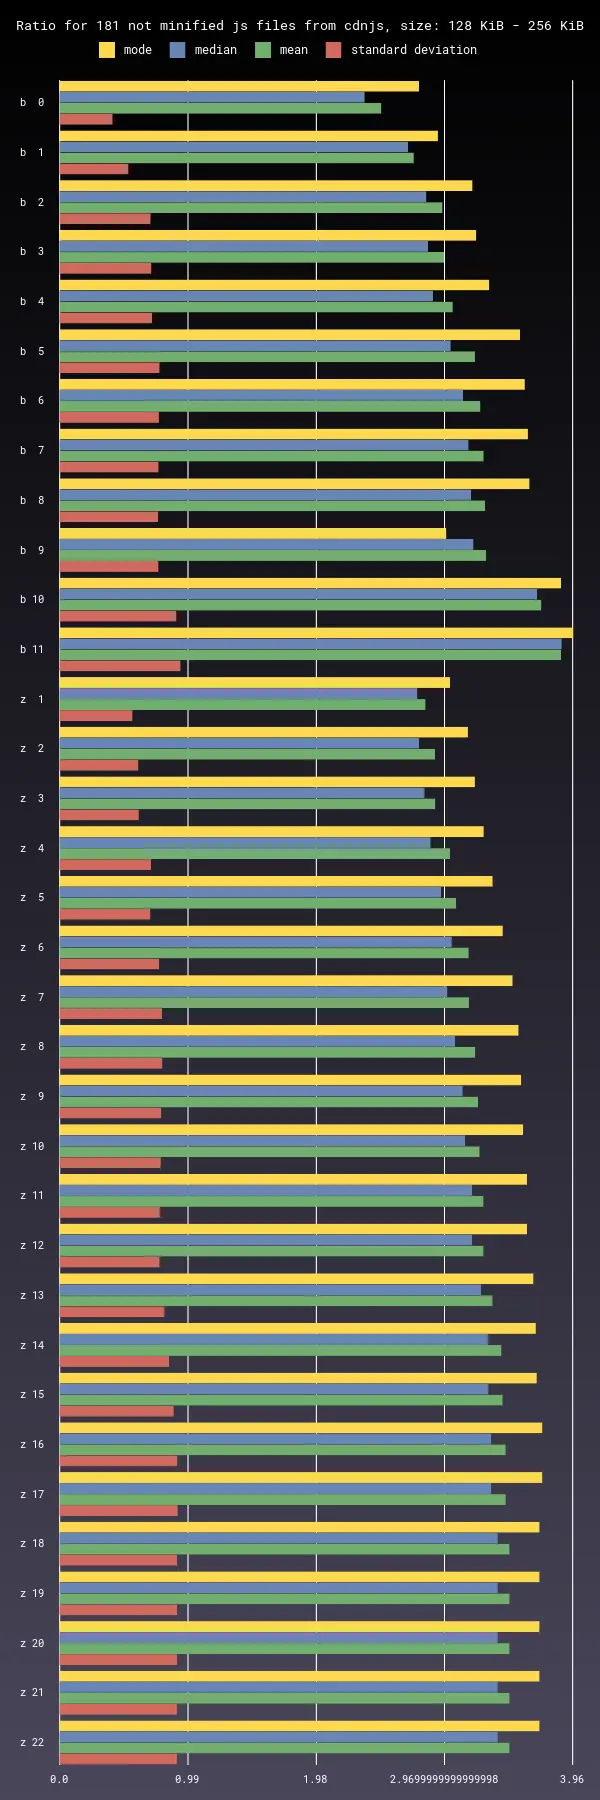 Ratio for 181 not minified js files from cdnjs, size: 128 KiB - 256 KiB
mode median mean standard deviation
b 0
b 1
b 2
b 3
b 4
b 5
b 6
b 7
b 8
b 9
b 10
b 11
z 1
z 2
z 3
z 4
z 5
z 6
z 7
z 8
z 9
z 10
z 11
z 12
z 13
z 14
z 15
z 16
z 17
z 18
z 19
z 20
z 21
z 22
0.0 0.99 1.98 2.9699999999999998 3.96